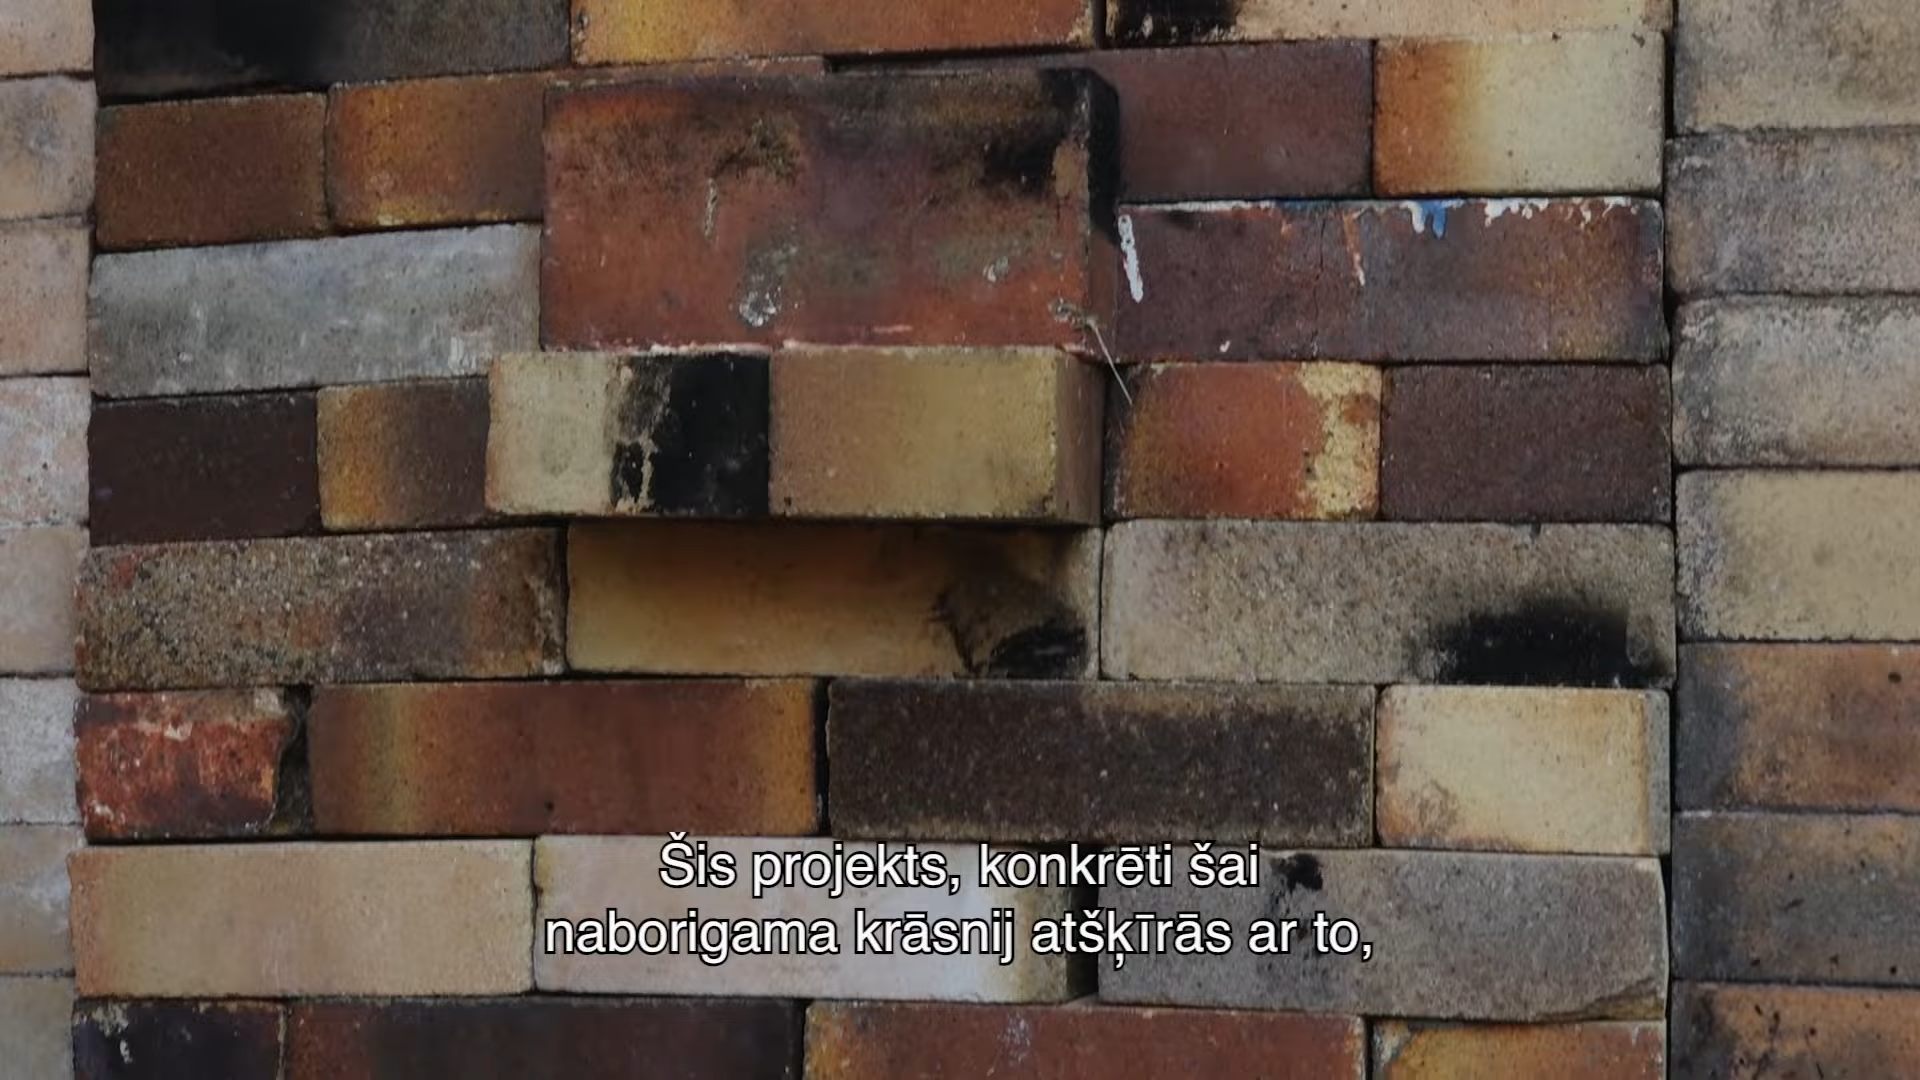 Šis projekts, konkrēti šai
naborigama krāsnij atšķīrās ar to,